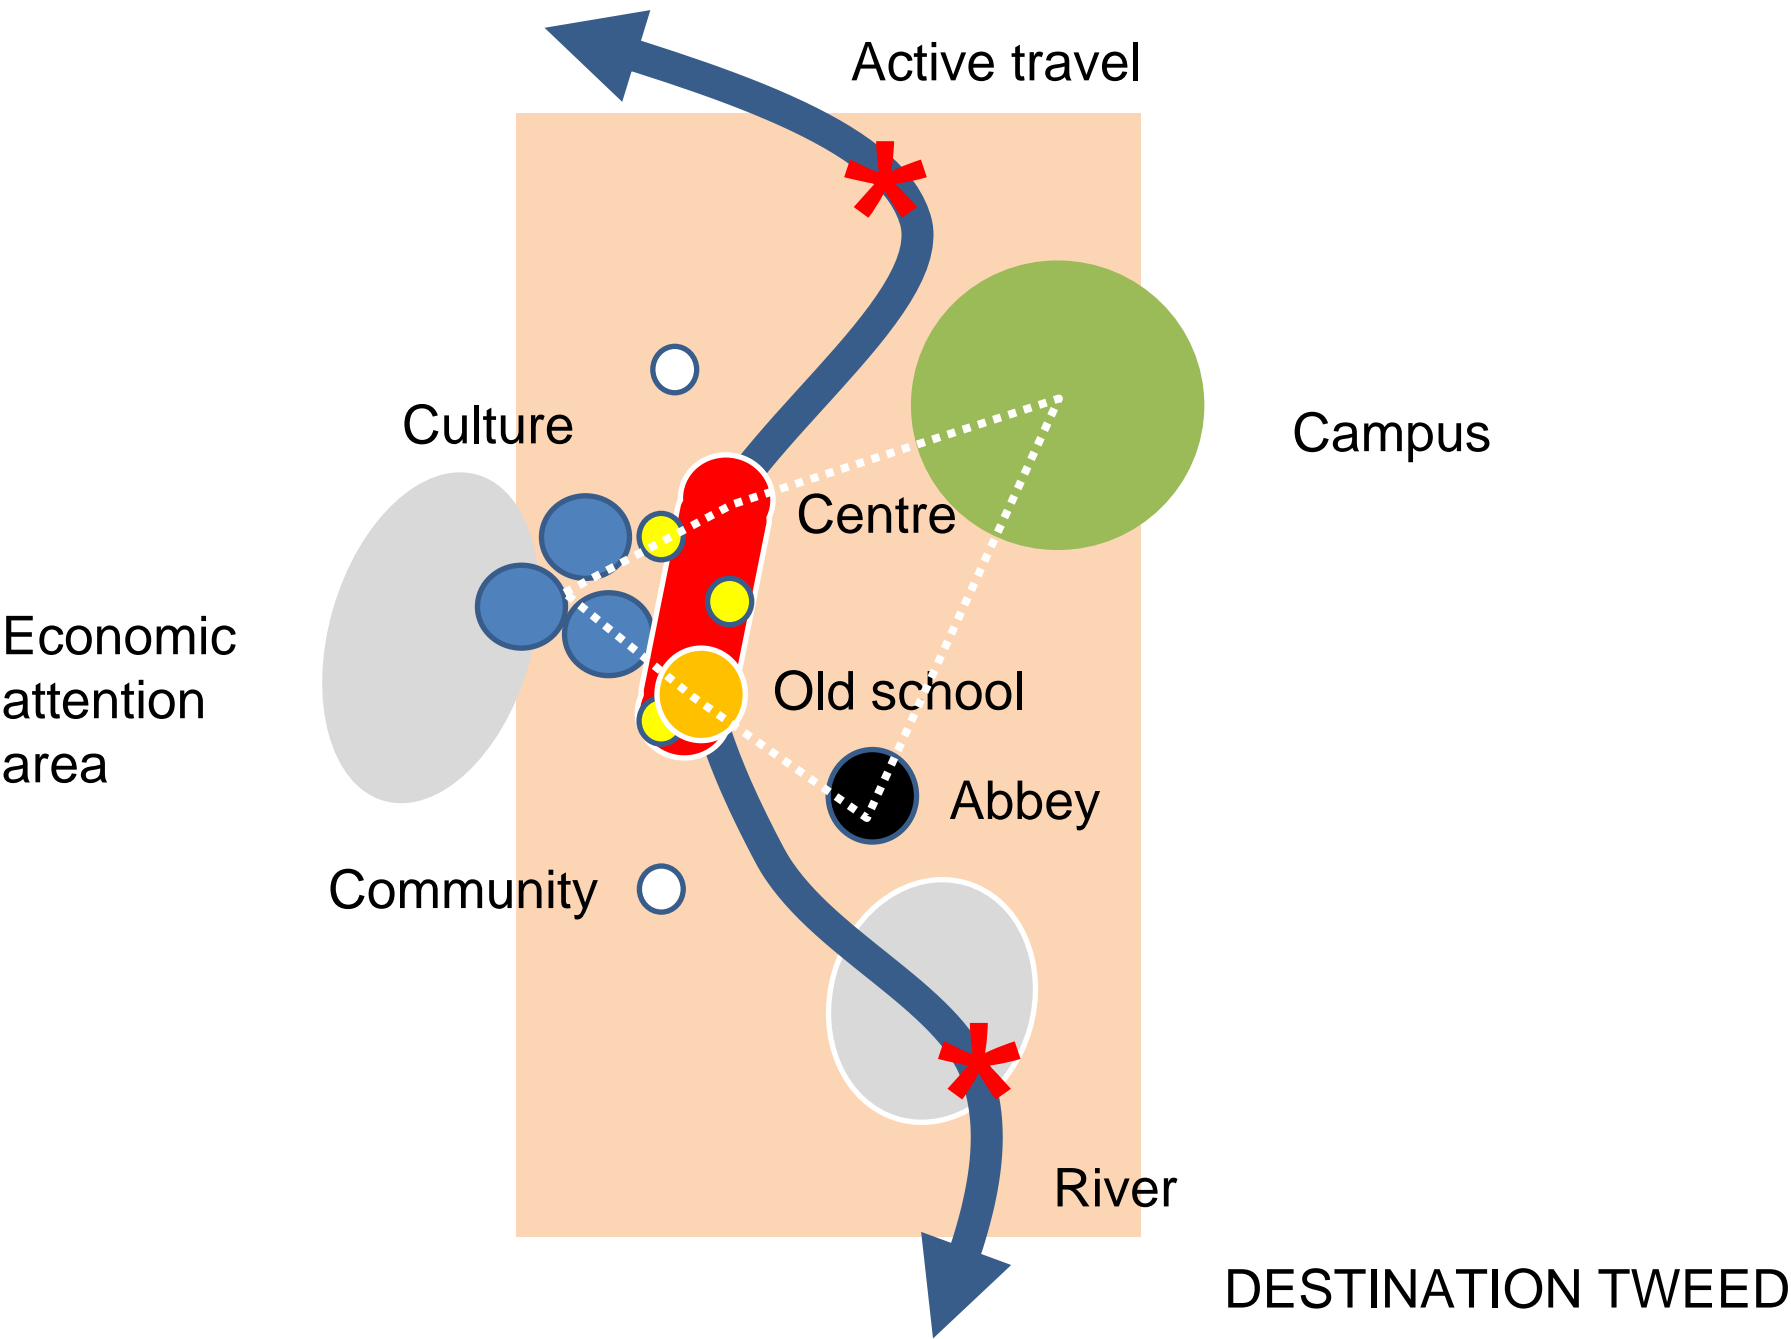 Active travel
Culture
Campus
Centre
Economic
attention
area
Old school
Abbey
Community
River
DESTINATION TWEED